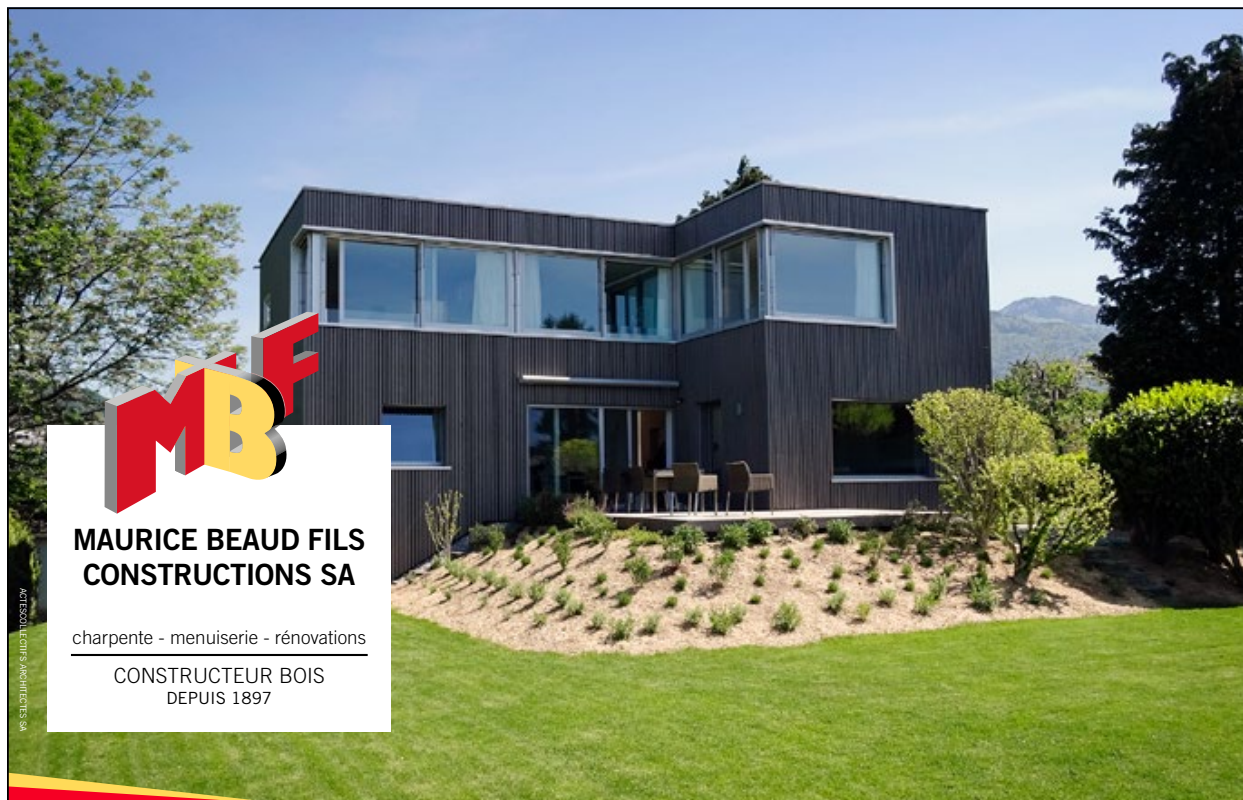 MBF
MAURICE BEAUD FILS
CONSTRUCTIONS SA
charpente - menuiserie - rénovations
CONSTRUCTEUR BOIS
DEPUIS 1897
ACTESCOLLECTIFS ARCHITECTES SA